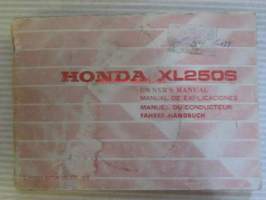 HONDA XL250S
OWNER'S MANUAL
MANUAL DE EXPLICACIONES
MANUEL DU CONDUCTEUR
FAHRER-HANDBUCH